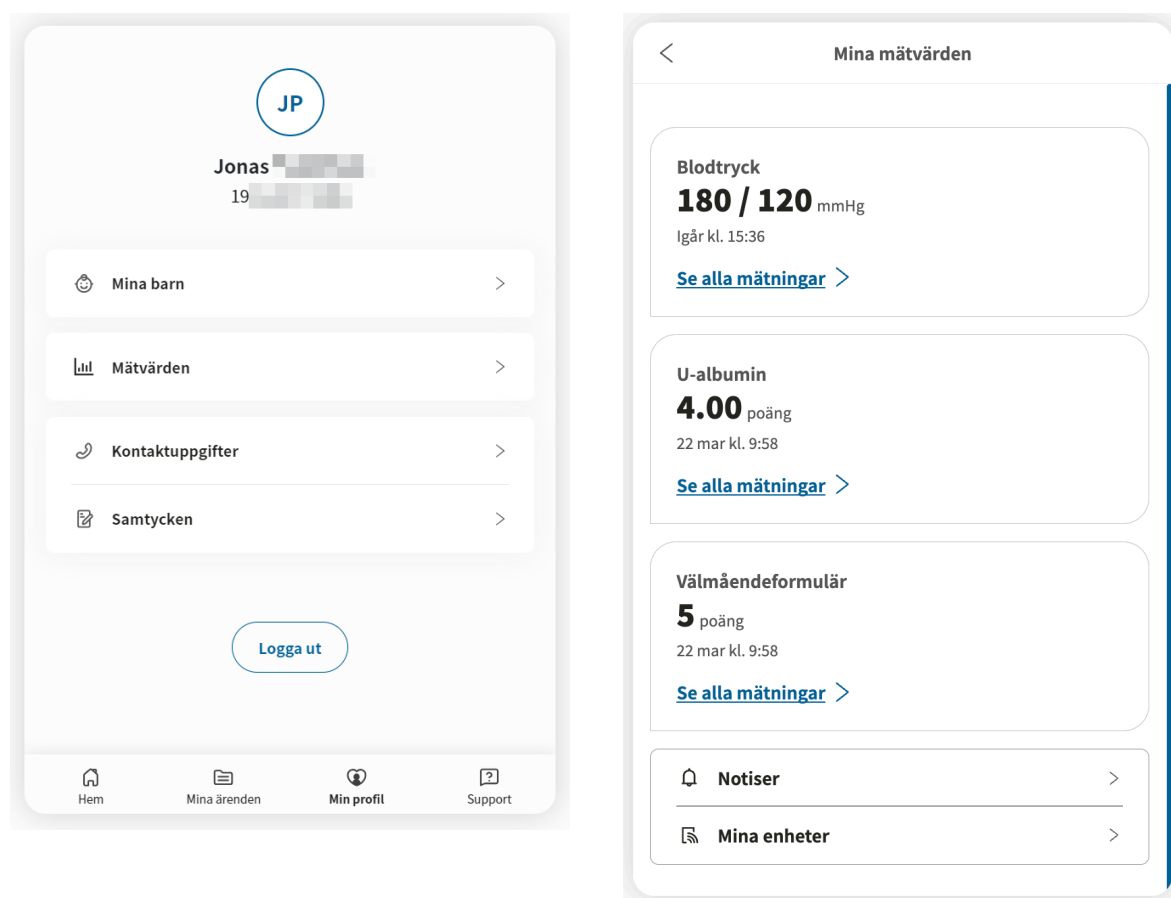 JP
Jonas
19
Mina barn
Mätvärden
Kontaktuppgifter
Samtycken
Logga ut
Hem
Mina ärenden
Min profil
Support
Mina mätvärden
Blodtryck
180 / 120 mmHg
Igår kl. 15:36
Se alla mätningar
U-albumin
4.00 poäng
22 mar kl. 9:58
Se alla mätningar
Välmåendeformulär
5 poäng
22 mar kl. 9:58
Se alla mätningar
Notiser
Mina enheter